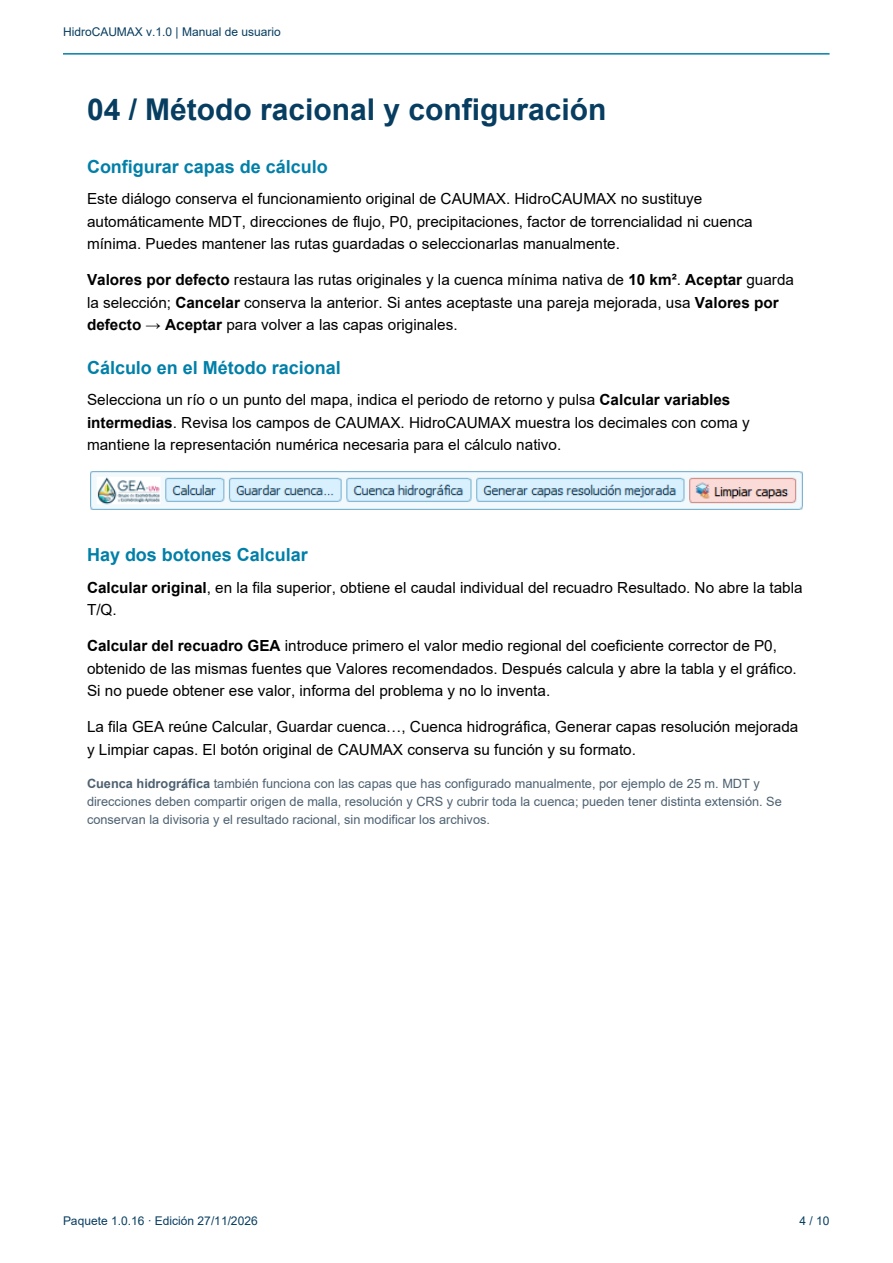 HidroCAUMAX v.1.0 | Manual de usuario
04 / Método racional y configuración
Configurar capas de cálculo
Este diálogo conserva el funcionamiento original de CAUMAX. HidroCAUMAX no sustituye
automáticamente MDT, direcciones de flujo, P0, precipitaciones, factor de torrencialidad ni cuenca
mínima. Puedes mantener las rutas guardadas o seleccionarlas manualmente.
Valores por defecto restaura las rutas originales y la cuenca mínima nativa de 10 km². Aceptar guarda
la selección; Cancelar conserva la anterior. Si antes aceptaste una pareja mejorada, usa Valores por
defecto → Aceptar para volver a las capas originales.
Cálculo en el Método racional
Selecciona un río o un punto del mapa, indica el periodo de retorno y pulsa Calcular variables
intermedias. Revisa los campos de CAUMAX. HidroCAUMAX muestra los decimales con coma y
mantiene la representación numérica necesaria para el cálculo nativo.
GEA-UVa Calcular Guardar cuenca... Cuenca hidrográfica Generar capas resolución mejorada Limpiar capas
Hay dos botones Calcular
Calcular original, en la fila superior, obtiene el caudal individual del recuadro Resultado. No abre la tabla
T/Q.
Calcular del recuadro GEA introduce primero el valor medio regional del coeficiente corrector de P0,
obtenido de las mismas fuentes que Valores recomendados. Después calcula y abre la tabla y el gráfico.
Si no puede obtener ese valor, informa del problema y no lo inventa.
La fila GEA reúne Calcular, Guardar cuenca…, Cuenca hidrográfica, Generar capas resolución mejorada
y Limpiar capas. El botón original de CAUMAX conserva su función y su formato.
Cuenca hidrográfica también funciona con las capas que has configurado manualmente, por ejemplo de 25 m. MDT y
direcciones deben compartir origen de malla, resolución y CRS y cubrir toda la cuenca; pueden tener distinta extensión. Se
conservan la divisoria y el resultado racional, sin modificar los archivos.
Paquete 1.0.16 · Edición 27/11/2026
4 / 10